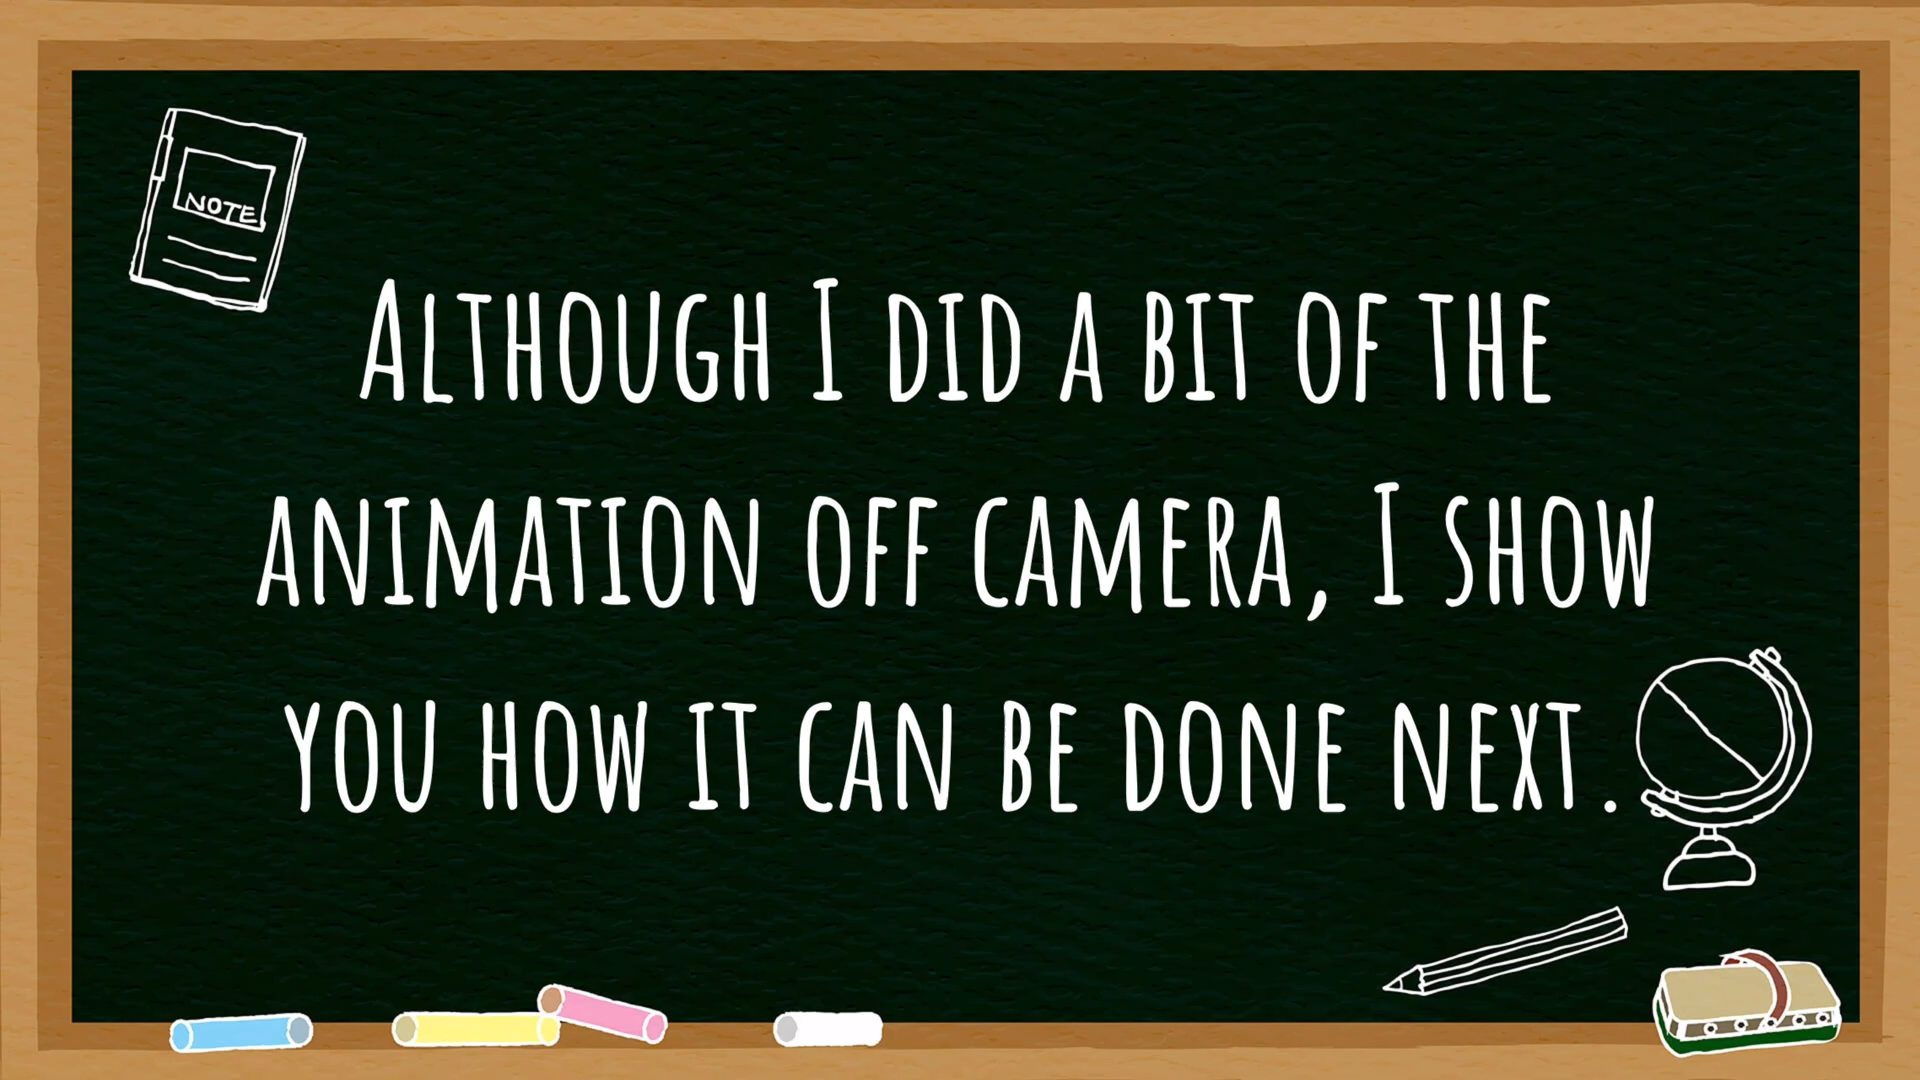 NOTE
Although I did a bit of the
animation off camera, I show
you how it can be done next.